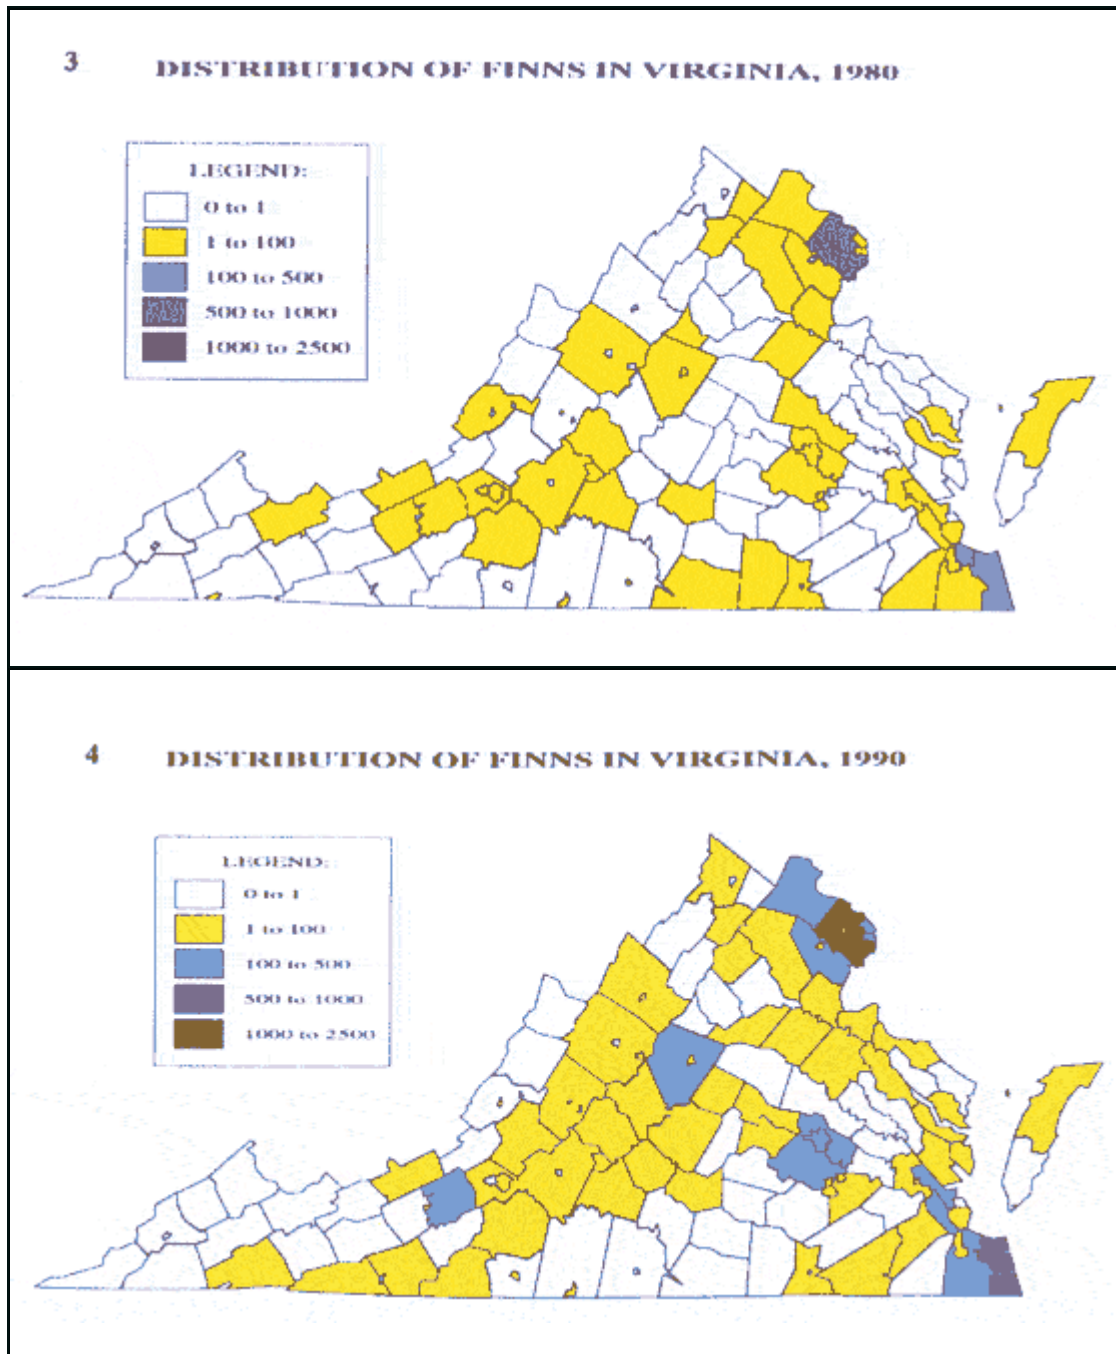 3
DISTRIBUTION OF FINNS IN VIRGINIA, 1980
LEGEND:
0 to 1
1 to 100
100 to 500
500 to 1000
1000 to 2500
4
DISTRIBUTION OF FINNS IN VIRGINIA, 1990
LEGEND:
0 to 1
1 to 100
100 to 500
500 to 1000
1000 to 2500